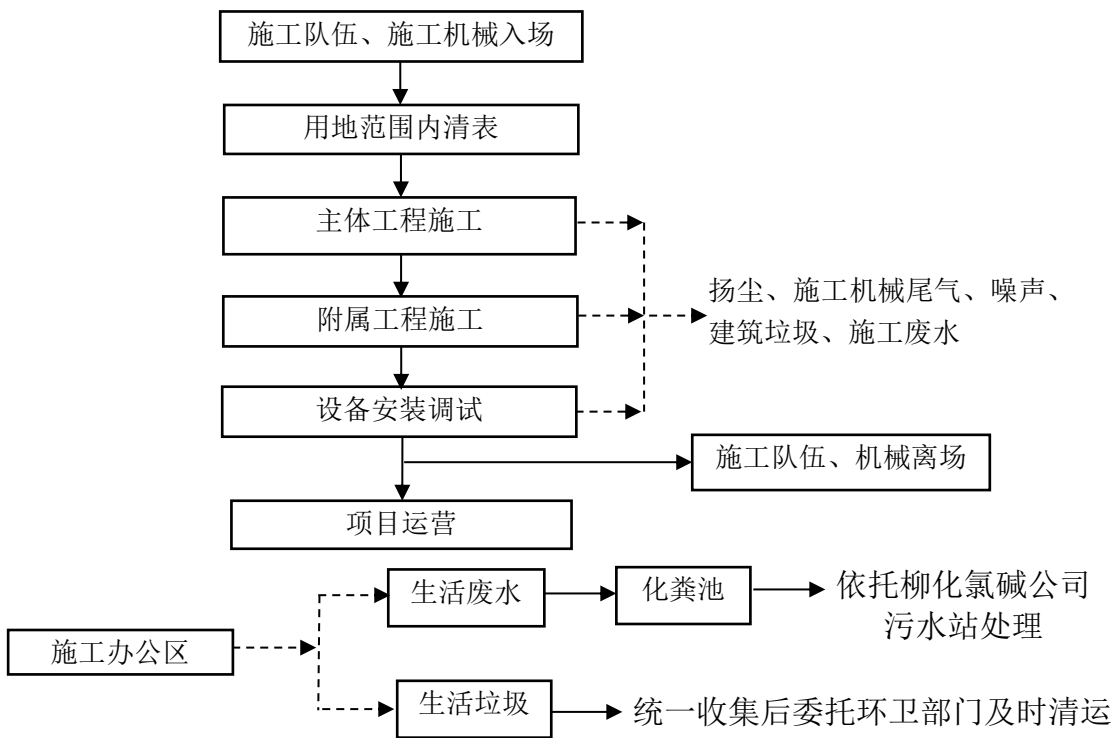 施工队伍、施工机械入场
用地范围内清表
主体工程施工
附属工程施工
扬尘、施工机械尾气、噪声、
建筑垃圾、施工废水
设备安装调试
施工队伍、机械离场
项目运营
生活废水
化粪池
依托柳化氯碱公司
污水站处理
施工办公区
生活垃圾
统一收集后委托环卫部门及时清运